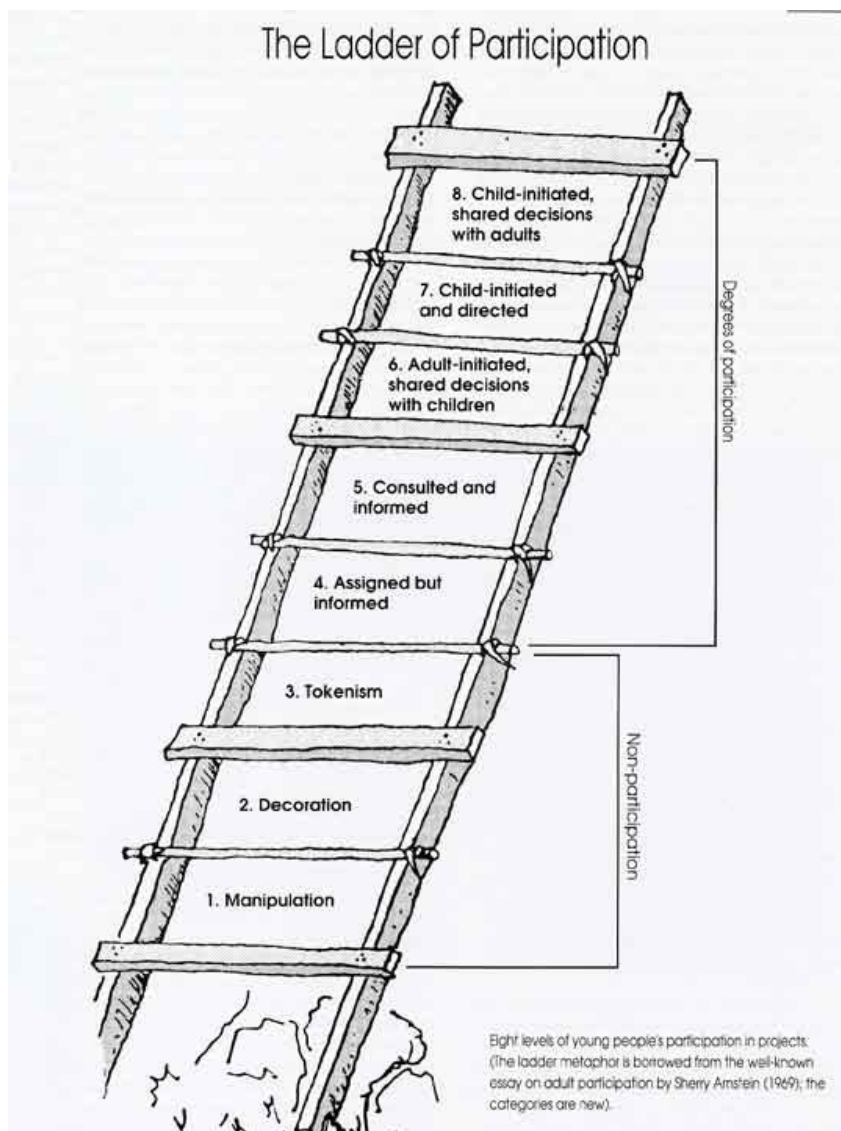 The Ladder of Participation
8. Child-initiated,
shared decisions
with adults
7. Child-initiated
and directed
6. Adult-initiated,
shared decisions
with children
5. Consulted and
informed
4. Assigned but
informed
3. Tokenism
2. Decoration
1. Manipulation
Degrees of participation
Non-participation
Eight levels of young people's participation in projects.
(The ladder metaphor is borrowed from the well-known
essay on adult participation by Sherry Arnstein (1969); the
categories are new).